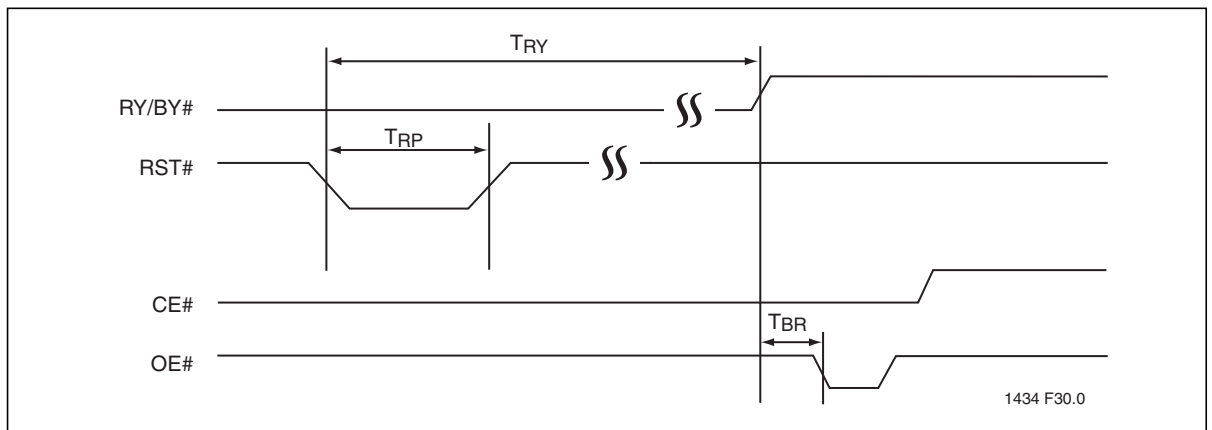 TRY
RY/BY#
TRP
RST#
CE#
TBR
OE#
1434 F30.0